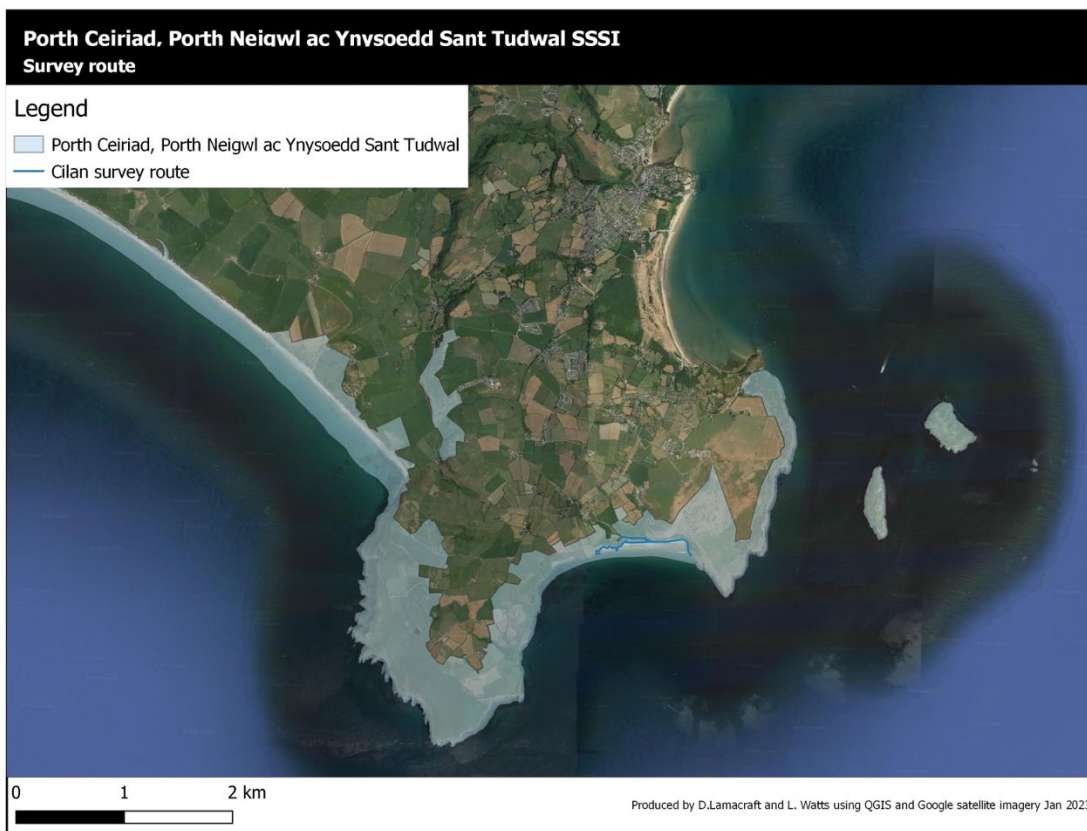 Porth Ceiriad, Porth Neigwl ac Ynysoedd Sant Tudwal SSSI
Survey route
Legend
Porth Ceiriad, Porth Neigwl ac Ynysoedd Sant Tudwal
Cilan survey route
0 1 2 km
Produced by D.Lamacraft and L. Watts using QGIS and Google satellite imagery Jan 2023